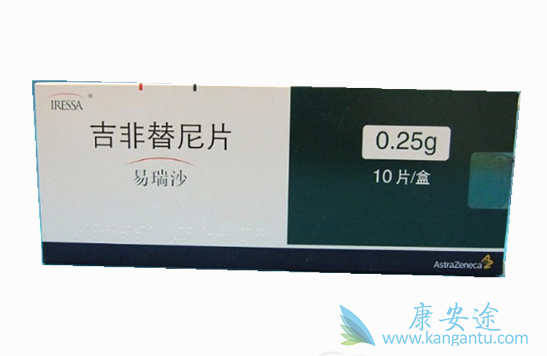 IRESSA®
吉非替尼片
易瑞沙
0.25g
10片/盒
AstraZeneca
康安途
www.kangantu.com